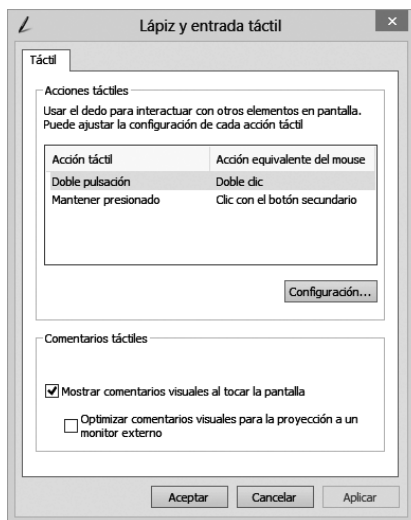 Lápiz y entrada táctil
Táctil
Acciones táctiles
Usar el dedo para interactuar con otros elementos en pantalla.
Puede ajustar la configuración de cada acción táctil
Acción táctil Acción equivalente del mouse
Doble pulsación Doble clic
Mantener presionado Clic con el botón secundario
Configuración...
Comentarios táctiles
Mostrar comentarios visuales al tocar la pantalla
Optimizar comentarios visuales para la proyección a un
monitor externo
Aceptar Cancelar Aplicar